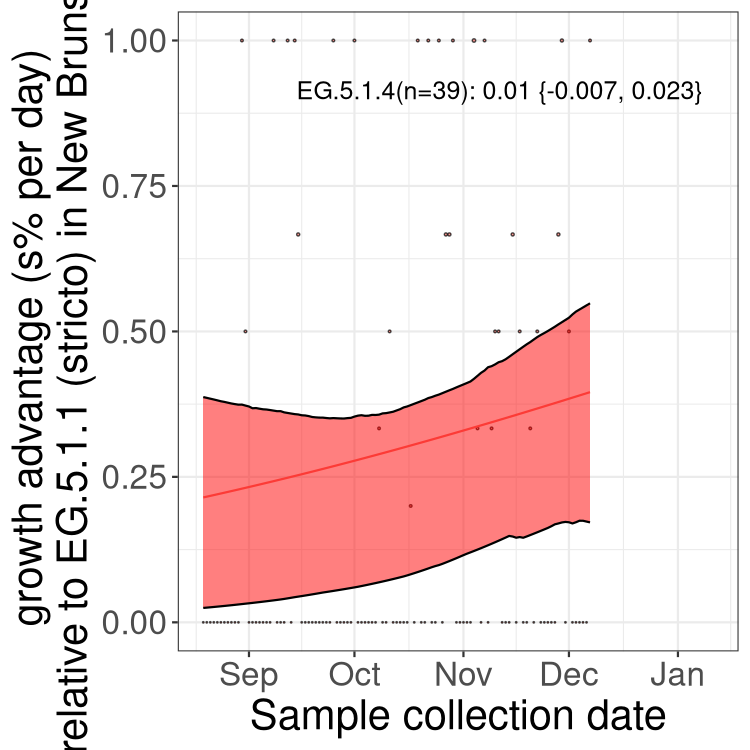 growth advantage (s% per day)
relative to EG.5.1.1 (stricto) in New Bruns
1.00
0.75
0.50
0.25
0.00
EG.5.1.4(n=39): 0.01 {-0.007, 0.023}
Sep Oct Nov Dec Jan
Sample collection date